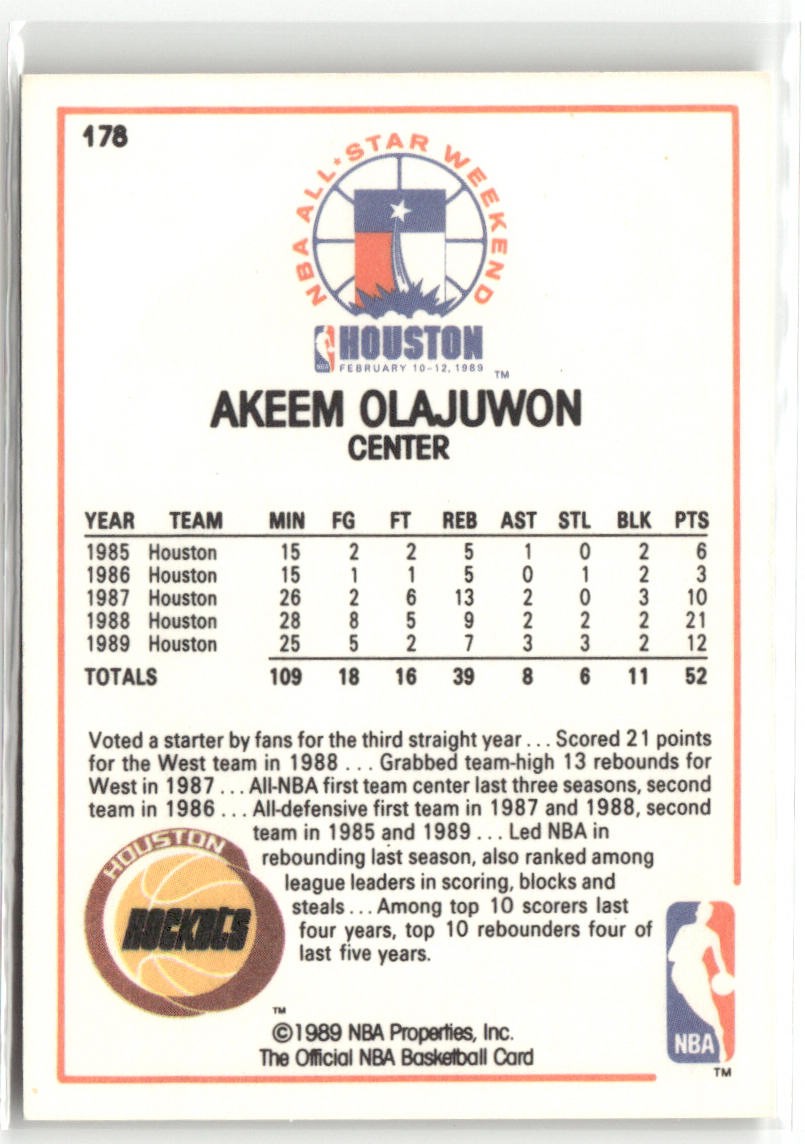 178
NBA ALL★STAR WEEKEND
NBA HOUSTON
FEBRUARY 10-12, 1989 TM
AKEEM OLAJUWON
CENTER
YEAR TEAM MIN FG FT REB AST STL BLK PTS
1985 Houston 15 2 2 5 1 0 2 6
1986 Houston 15 1 1 5 0 1 2 3
1987 Houston 26 2 6 13 2 0 3 10
1988 Houston 28 8 5 9 2 2 2 21
1989 Houston 25 5 2 7 3 3 2 12
TOTALS 109 18 16 39 8 6 11 52
Voted a starter by fans for the third straight year . . . Scored 21 points
for the West team in 1988 . . . Grabbed team-high 13 rebounds for
West in 1987 . . . All-NBA first team center last three seasons, second
team in 1986 . . . All-defensive first team in 1987 and 1988, second
team in 1985 and 1989 . . . Led NBA in
rebounding last season, also ranked among
league leaders in scoring, blocks and
steals . . . Among top 10 scorers last
four years, top 10 rebounders four of
last five years.
HOUSTON
ROCKETS
TM
©1989 NBA Properties, Inc.
The Official NBA Basketball Card
NBA
TM